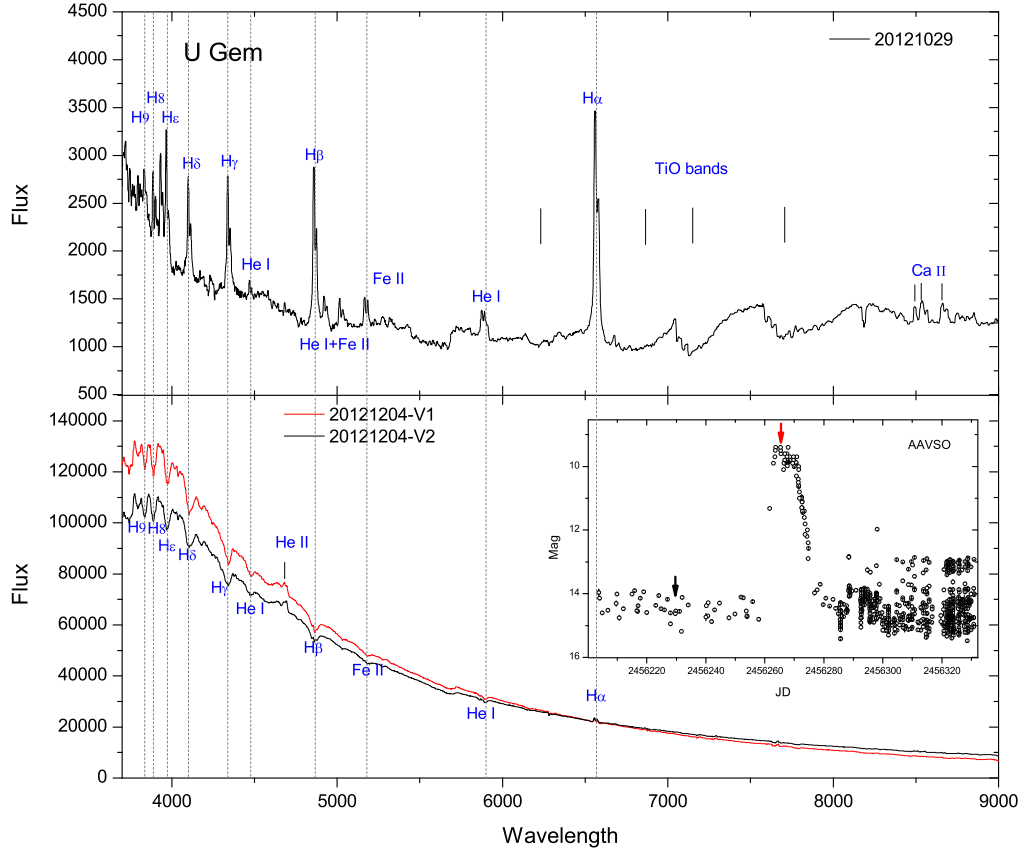 4500
4000
3500
3000
2500
2000
1500
1000
500
Flux
U Gem
20121029
H9
H8
Hε
Hδ
Hγ
He I
Hβ
He I+Fe II
Fe II
He I
Hα
TiO bands
Ca II
140000
120000
100000
80000
60000
40000
20000
0
Flux
20121204-V1
20121204-V2
H9
H8
Hε
Hδ
Hγ
He I
He II
Hβ
Fe II
He I
Hα
AAVSO
10
12
14
16
Mag
2456220 2456240 2456260 2456280 2456300 2456320
JD
4000 5000 6000 7000 8000 9000
Wavelength